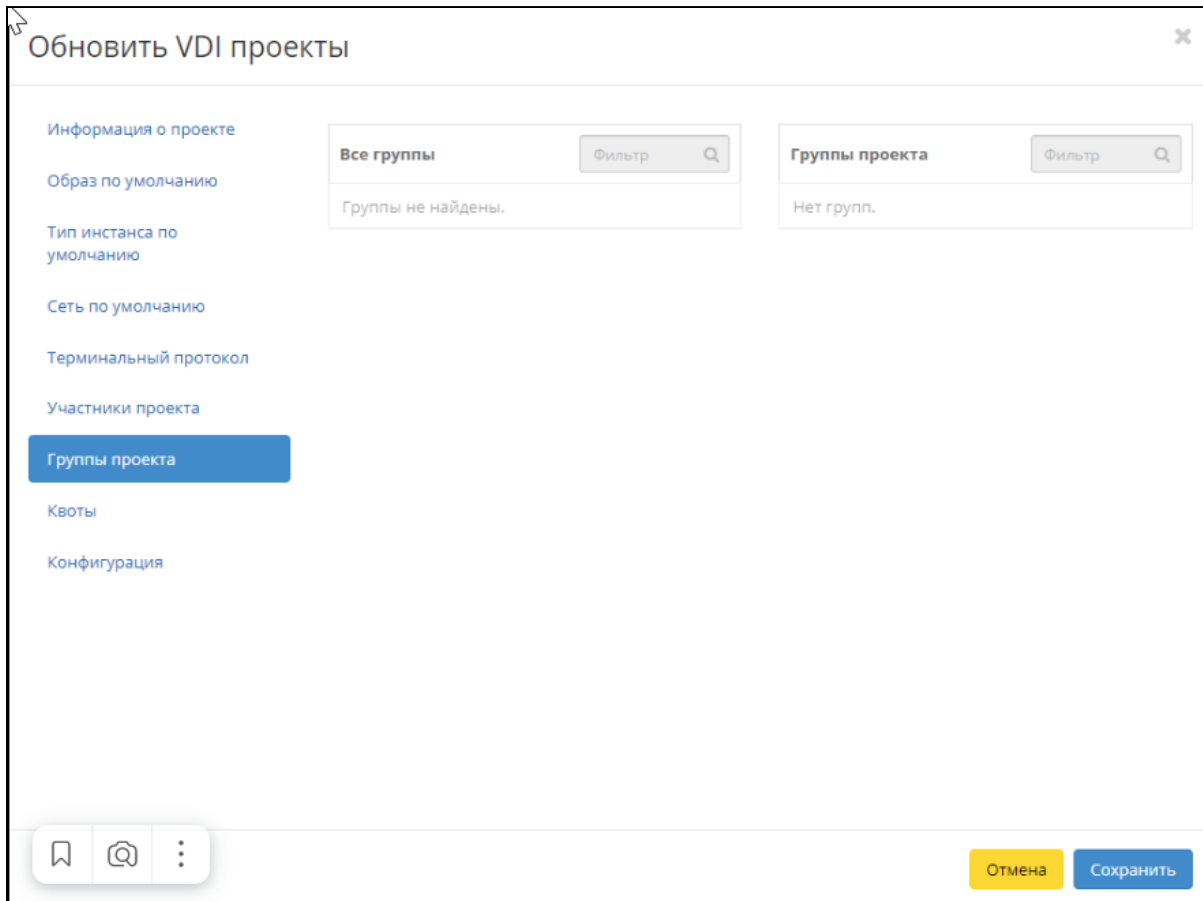 Обновить VDI проекты
Информация о проекте
Образ по умолчанию
Тип инстанса по
умолчанию
Сеть по умолчанию
Терминальный протокол
Участники проекта
Группы проекта
Квоты
Конфигурация
Все группы
Фильтр
Группы не найдены.
Группы проекта
Фильтр
Нет групп.
Отмена
Сохранить